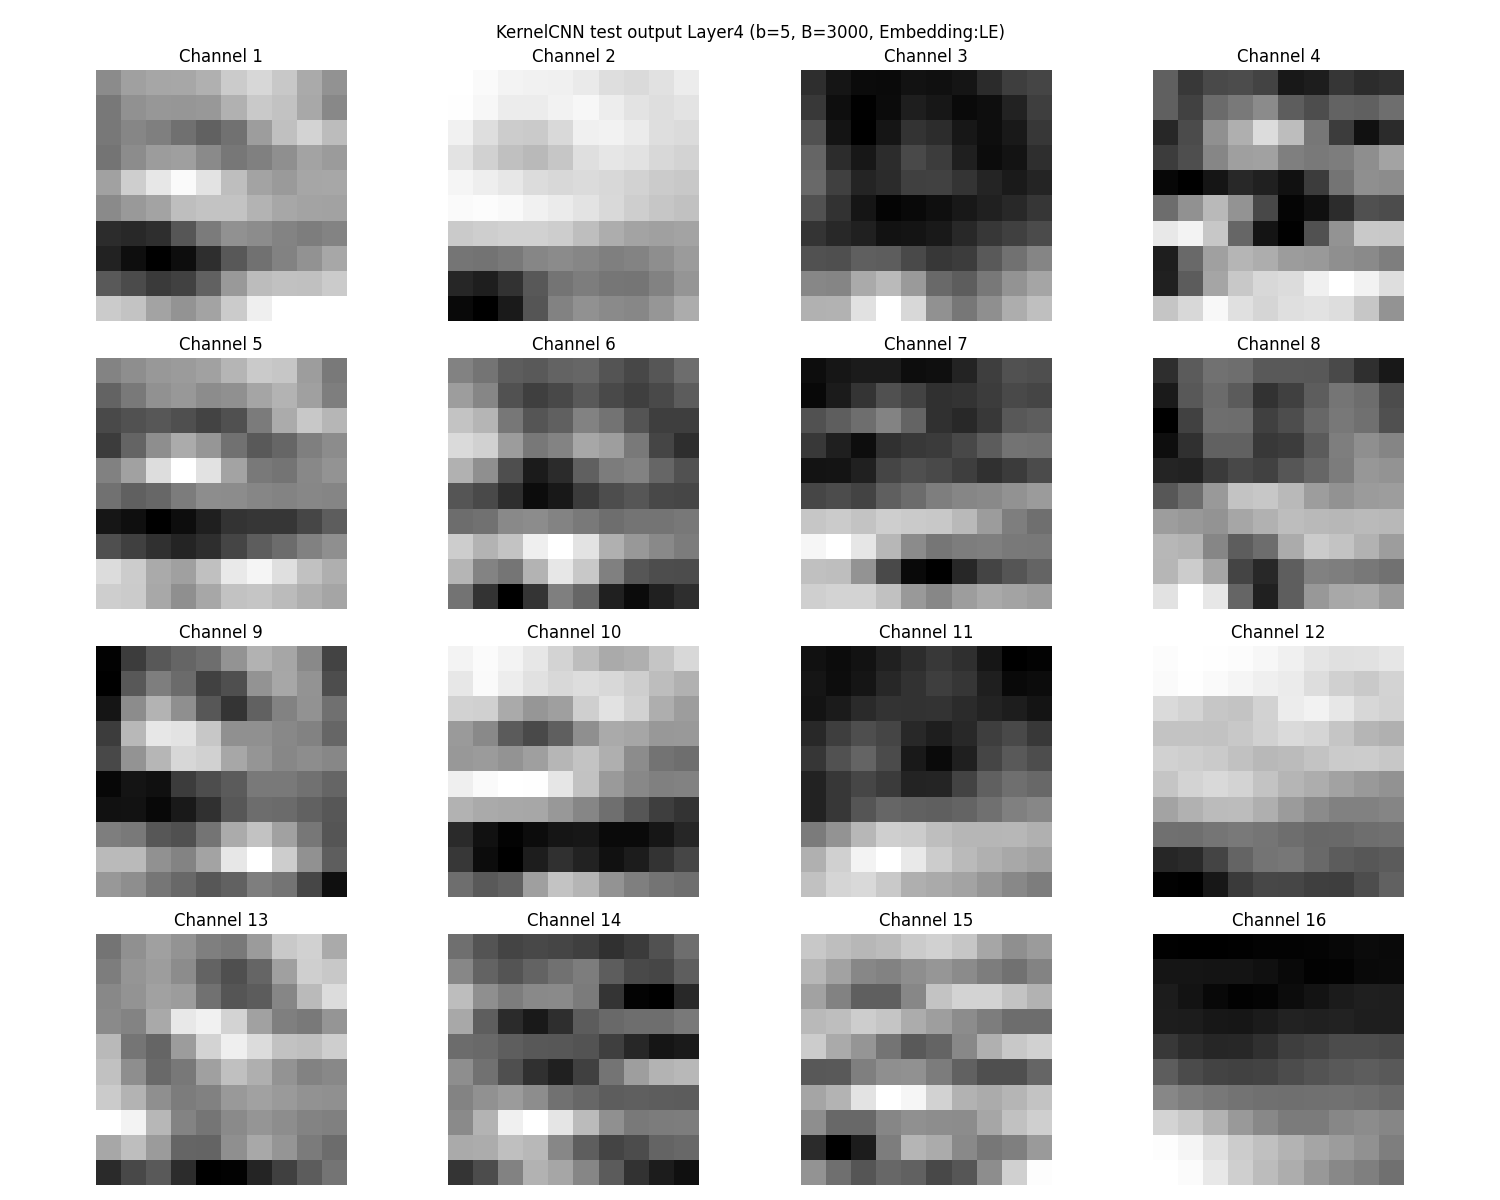 KernelCNN test output Layer4 (b=5, B=3000, Embedding:LE)
Channel 1
Channel 2
Channel 3
Channel 4
Channel 5
Channel 6
Channel 7
Channel 8
Channel 9
Channel 10
Channel 11
Channel 12
Channel 13
Channel 14
Channel 15
Channel 16